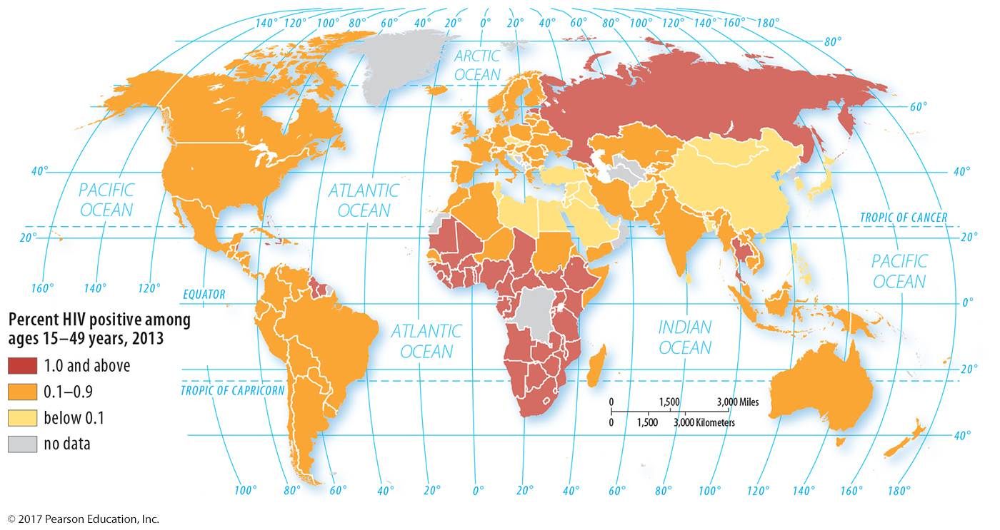 140° 120° 100° 80° 60° 40° 20° 0° 20° 40° 60° 80° 100° 120° 140° 160° 180°
80°
ARCTIC
OCEAN
60°
40°
40°
PACIFIC
OCEAN
ATLANTIC
OCEAN
TROPIC OF CANCER
20°
20°
PACIFIC
OCEAN
160° 140° 120°
EQUATOR
0°
Percent HIV positive among
ages 15–49 years, 2013
1.0 and above
0.1–0.9
below 0.1
no data
ATLANTIC
OCEAN
INDIAN
OCEAN
20°
TROPIC OF CAPRICORN
0 1,500 3,000 Miles
0 1,500 3,000 Kilometers
40°
100° 80° 60° 40° 20° 0° 20° 40° 60° 80° 100° 120° 140° 160° 180°
© 2017 Pearson Education, Inc.